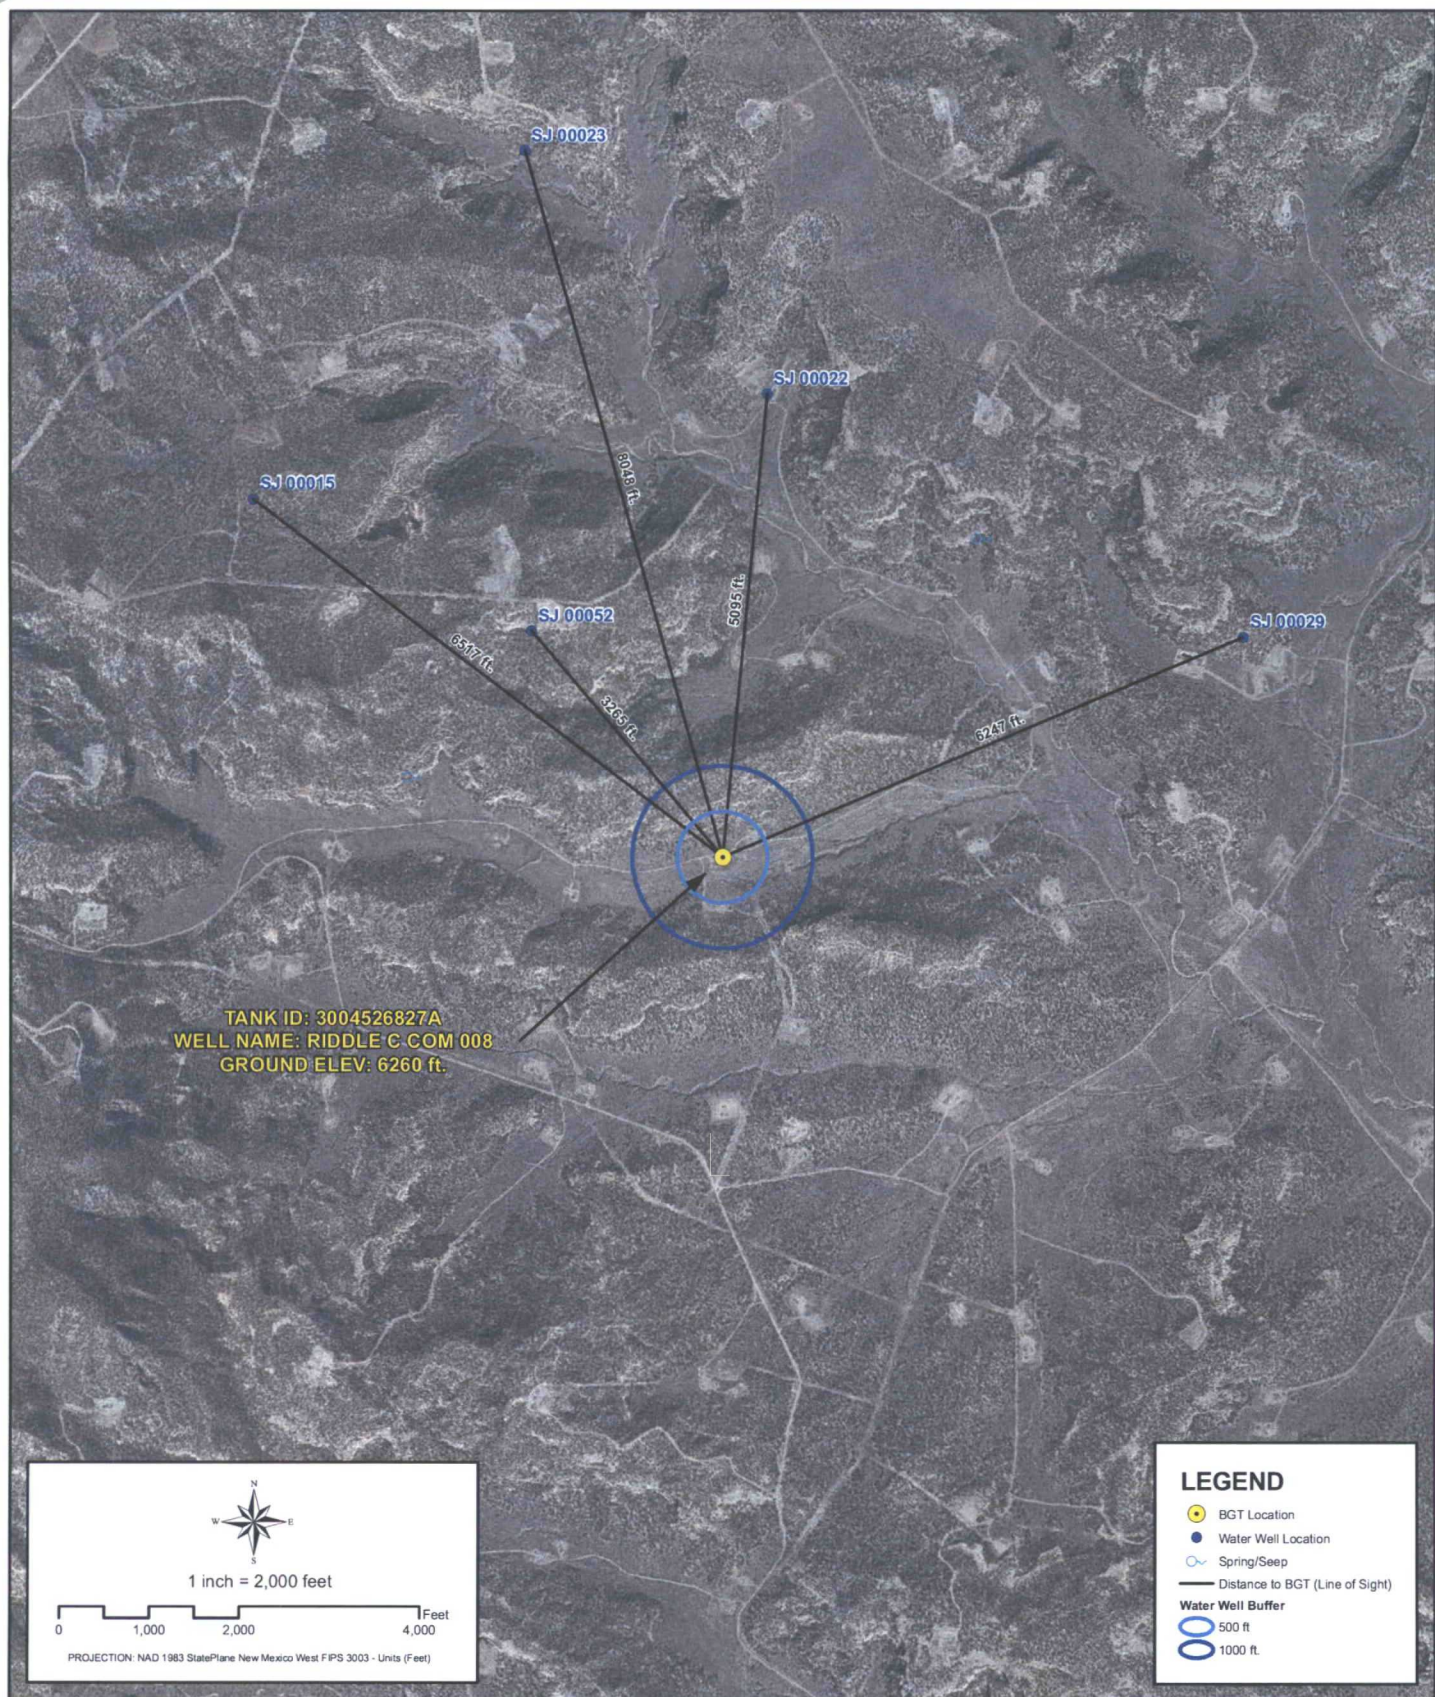 SJ 00023
SJ 00022
8048 ft.
SJ 00015
5095 ft.
SJ 00052
SJ 00029
6517 ft.
3265 ft.
6247 ft.
TANK ID: 3004526827A
WELL NAME: RIDDLE C COM 008
GROUND ELEV: 6260 ft.
N
W E
S
1 inch = 2,000 feet
Feet
0 1,000 2,000 4,000
PROJECTION: NAD 1983 StatePlane New Mexico West FIPS 3003 - Units (Feet)
LEGEND
BGT Location
Water Well Location
Spring/Seep
Distance to BGT (Line of Sight)
Water Well Buffer
500 ft
1000 ft.